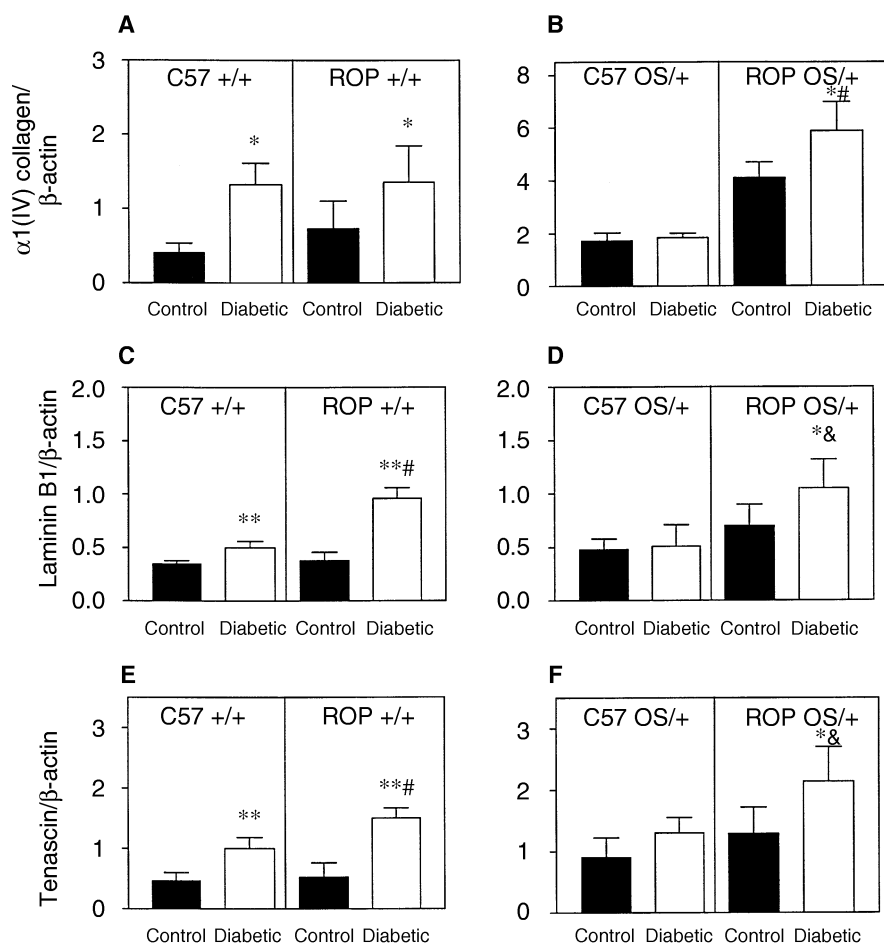 A
B
α1(IV) collagen/
β-actin
3
2
1
0
C57 +/+
ROP +/+
*
*
Control Diabetic Control Diabetic
8
6
4
2
0
C57 OS/+
ROP OS/+
*#
Control Diabetic Control Diabetic
C
D
Laminin B1/β-actin
2.0
1.5
1.0
0.5
0.0
C57 +/+
ROP +/+
**
**#
Control Diabetic Control Diabetic
2.0
1.5
1.0
0.5
0.0
C57 OS/+
ROP OS/+
*&
Control Diabetic Control Diabetic
E
F
Tenascin/β-actin
3
2
1
0
C57 +/+
ROP +/+
**
**#
Control Diabetic Control Diabetic
3
2
1
0
C57 OS/+
ROP OS/+
*&
Control Diabetic Control Diabetic